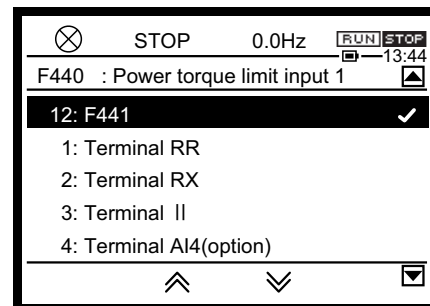 STOP 0.0Hz RUN STOP
13:44
F440 : Power torque limit input 1
12: F441
1: Terminal RR
2: Terminal RX
3: Terminal II
4: Terminal AI4(option)